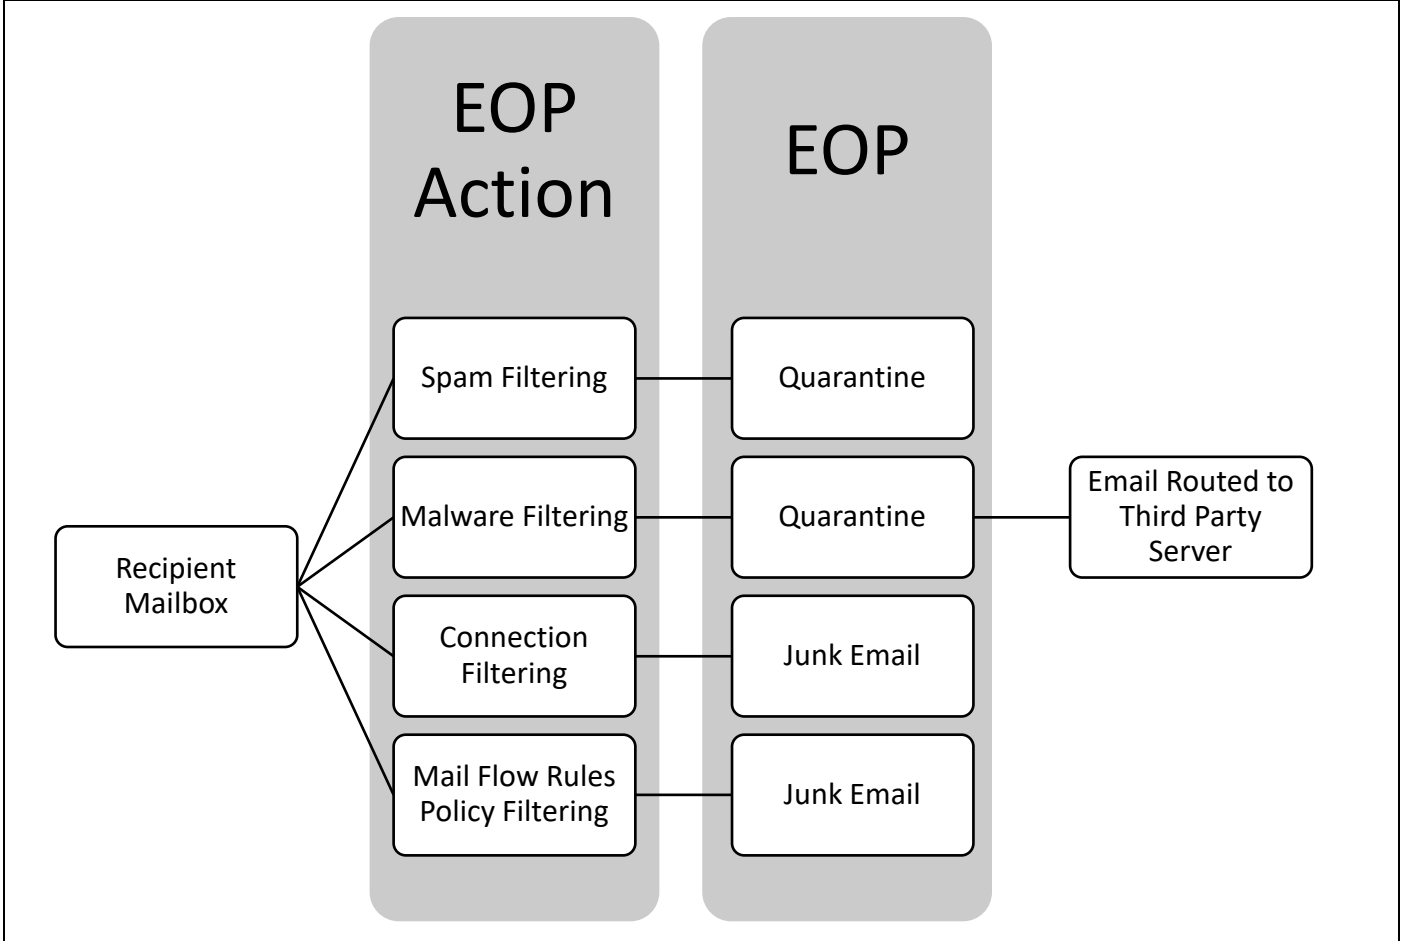 EOP
Action
EOP
Recipient
Mailbox
Spam Filtering
Malware Filtering
Connection
Filtering
Mail Flow Rules
Policy Filtering
Quarantine
Quarantine
Junk Email
Junk Email
Email Routed to
Third Party
Server